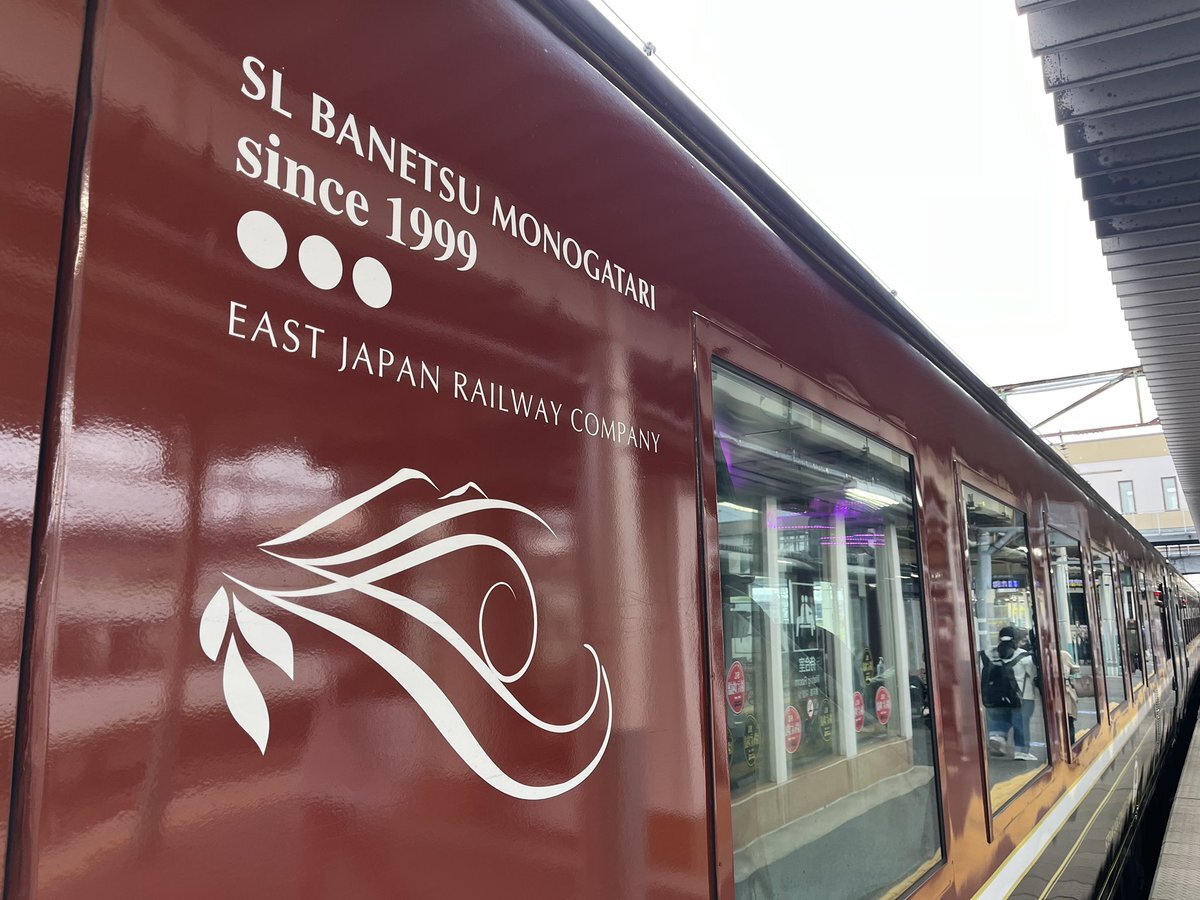 SL BANETSU MONOGATARI
since 1999
EAST JAPAN RAILWAY COMPANY